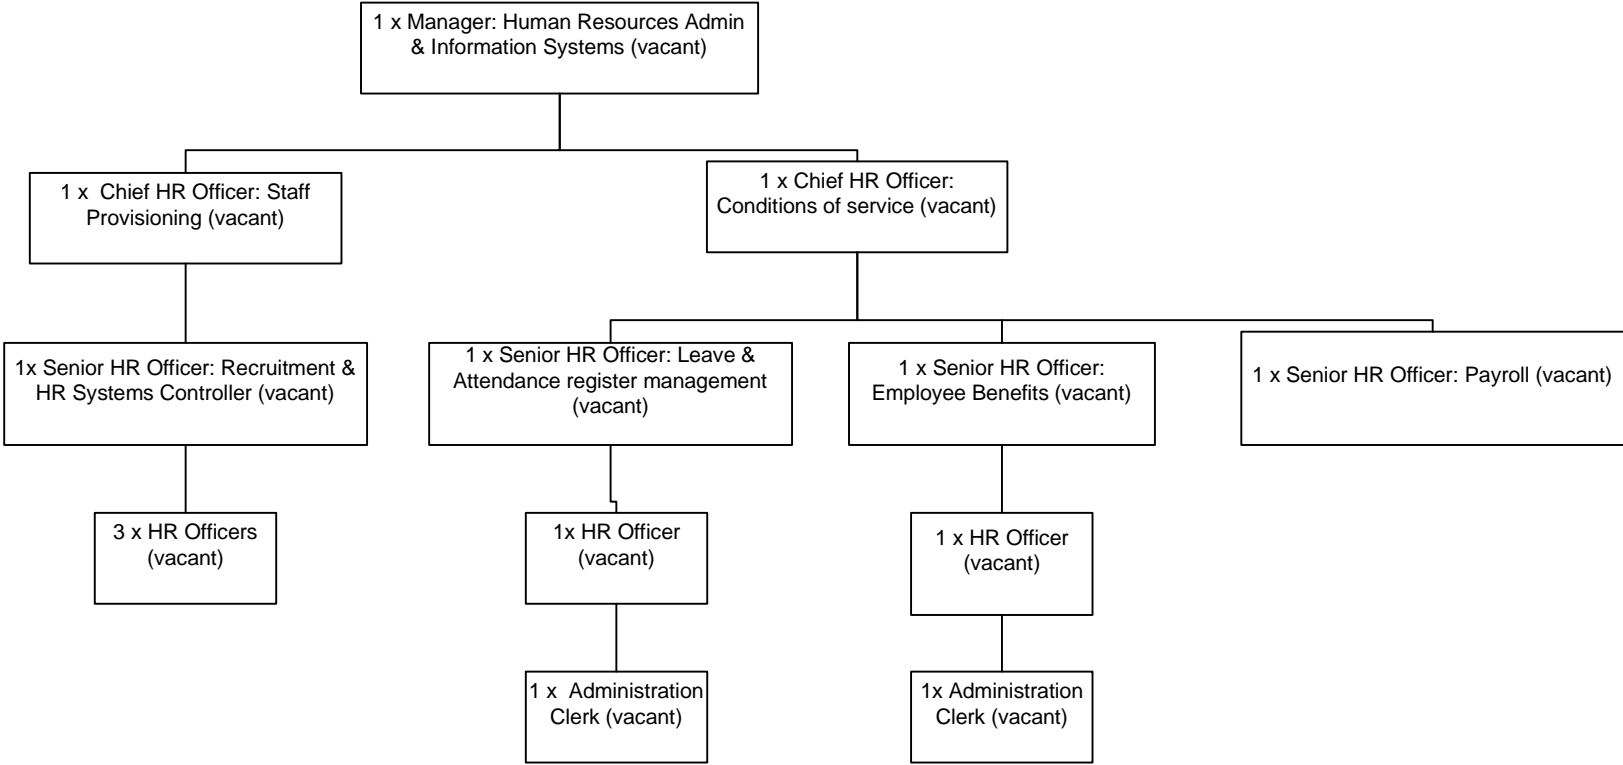 1 x Manager: Human Resources Admin
& Information Systems (vacant)
1 x  Chief HR Officer: Staff
Provisioning (vacant)
1 x Chief HR Officer:
Conditions of service (vacant)
1x Senior HR Officer: Recruitment &
HR Systems Controller (vacant)
1 x Senior HR Officer: Leave &
Attendance register management
(vacant)
1 x Senior HR Officer:
Employee Benefits (vacant)
1 x Senior HR Officer: Payroll (vacant)
3 x HR Officers
(vacant)
1x HR Officer
(vacant)
1 x HR Officer
(vacant)
1 x  Administration
Clerk (vacant)
1x Administration
Clerk (vacant)